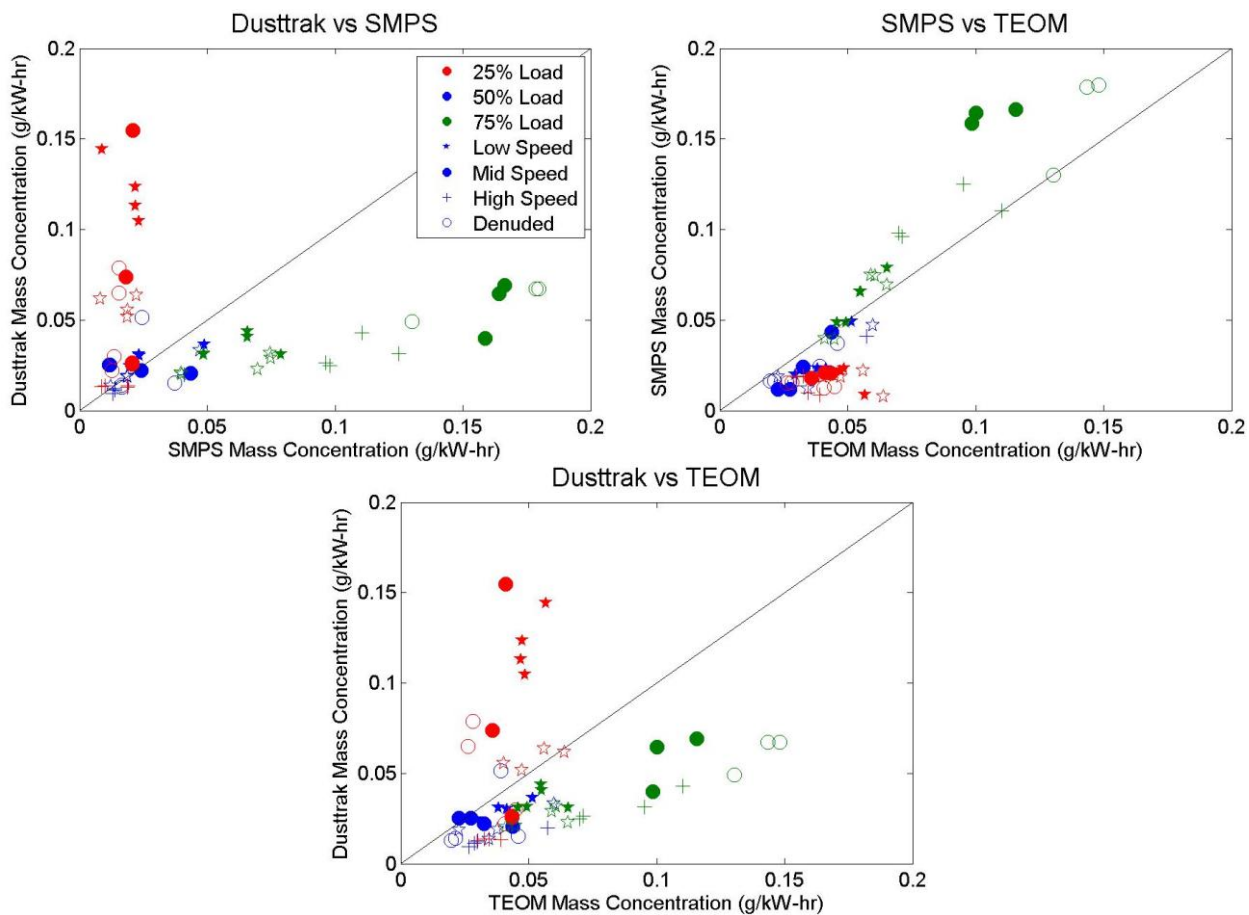 Dusttrak vs SMPS
Dusttrak Mass Concentration (g/kW-hr)
0.2
0.15
0.1
0.05
0
0
0.05
0.1
0.15
0.2
SMPS Mass Concentration (g/kW-hr)
25% Load
50% Load
75% Load
Low Speed
Mid Speed
High Speed
Denuded
SMPS vs TEOM
SMPS Mass Concentration (g/kW-hr)
0.2
0.15
0.1
0.05
0
0
0.05
0.1
0.15
0.2
TEOM Mass Concentration (g/kW-hr)
Dusttrak vs TEOM
Dusttrak Mass Concentration (g/kW-hr)
0.2
0.15
0.1
0.05
0
0
0.05
0.1
0.15
0.2
TEOM Mass Concentration (g/kW-hr)